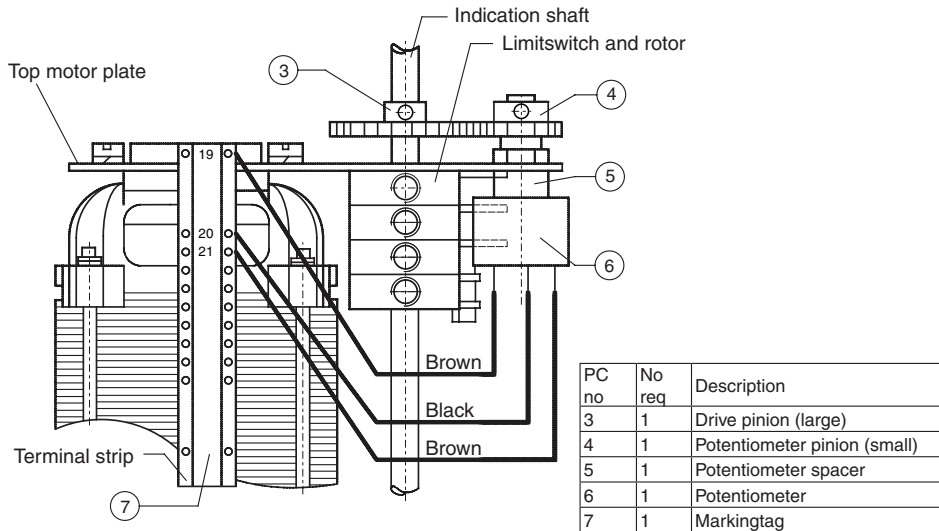 Indication shaft
Limitswitch and rotor
Top motor plate
3
4
19
5
20
21
6
Brown
Black
Brown
Terminal strip
7
PC no | No req | Description
3 | 1 | Drive pinion (large)
4 | 1 | Potentiometer pinion (small)
5 | 1 | Potentiometer spacer
6 | 1 | Potentiometer
7 | 1 | Markingtag